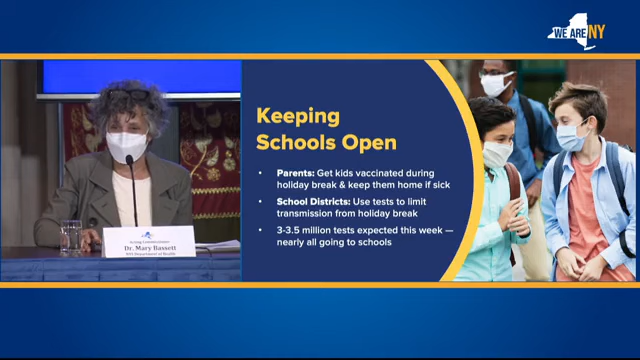 WE ARE NY
Keeping
Schools Open
• Parents: Get kids vaccinated during
holiday break & keep them home if sick
• School Districts: Use tests to limit
transmission from holiday break
• 3-3.5 million tests expected this week —
nearly all going to schools
Acting Commissioner
Dr. Mary Bassett
NYS Department of Health